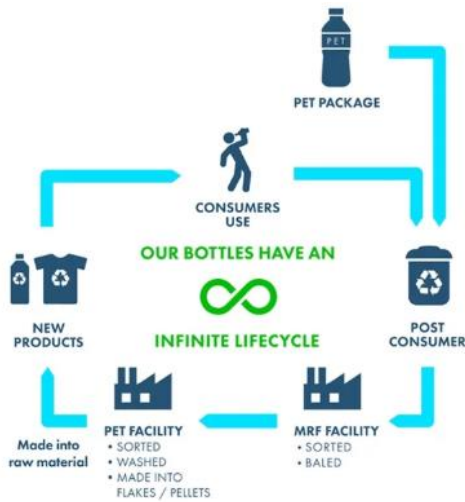 PET
PET PACKAGE
CONSUMERS
USE
OUR BOTTLES HAVE AN
INFINITE LIFECYCLE
NEW
PRODUCTS
POST
CONSUMER
Made into
raw material
PET FACILITY
• SORTED
• WASHED
• MADE INTO
FLAKES / PELLETS
MRF FACILITY
• SORTED
• BALED